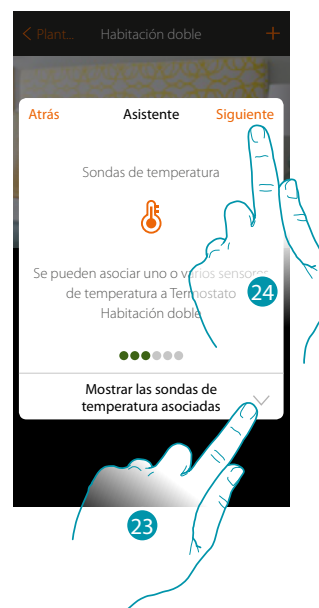 < Plant... Habitación doble +
Atrás Asistente Siguiente
Sondas de temperatura
Se pueden asociar uno o varios sensores
de temperatura a Termostato
Habitación doble
24
Mostrar las sondas de
temperatura asociadas
23